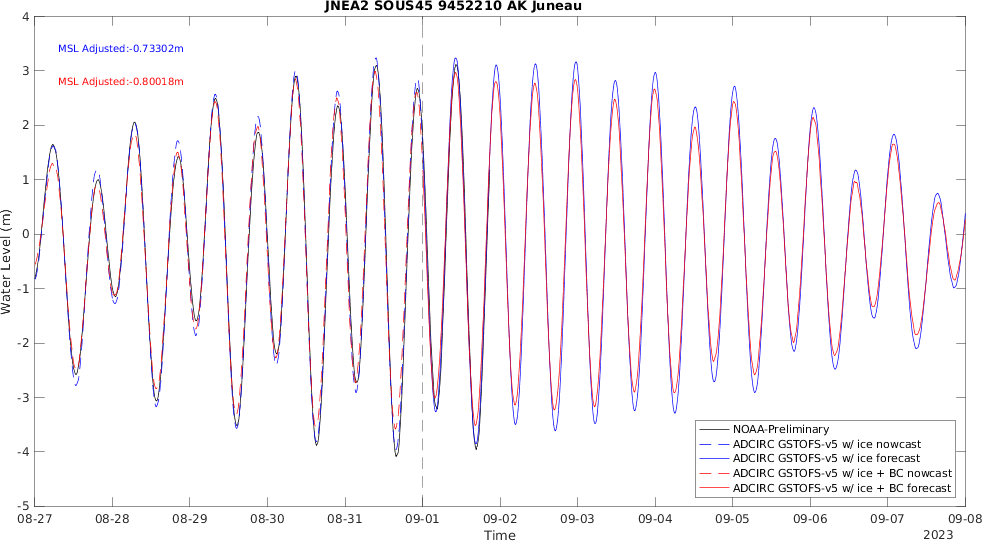 JNEA2 SOUS45 9452210 AK Juneau
MSL Adjusted:-0.73302m
MSL Adjusted:-0.80018m
Water Level (m)
4
3
2
1
0
-1
-2
-3
-4
-5
NOAA-Preliminary
ADCIRC GSTOFS-v5 w/ ice nowcast
ADCIRC GSTOFS-v5 w/ ice forecast
ADCIRC GSTOFS-v5 w/ ice + BC nowcast
ADCIRC GSTOFS-v5 w/ ice + BC forecast
08-27 08-28 08-29 08-30 08-31 09-01 09-02 09-03 09-04 09-05 09-06 09-07 09-08
Time
2023